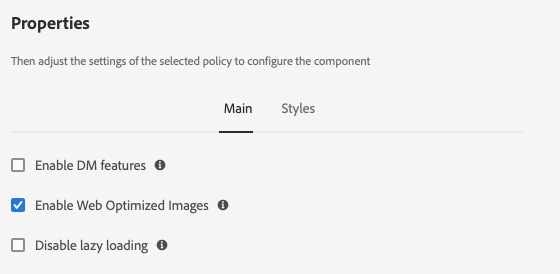 Properties
Then adjust the settings of the selected policy to configure the component
Main Styles
Enable DM features
Enable Web Optimized Images
Disable lazy loading